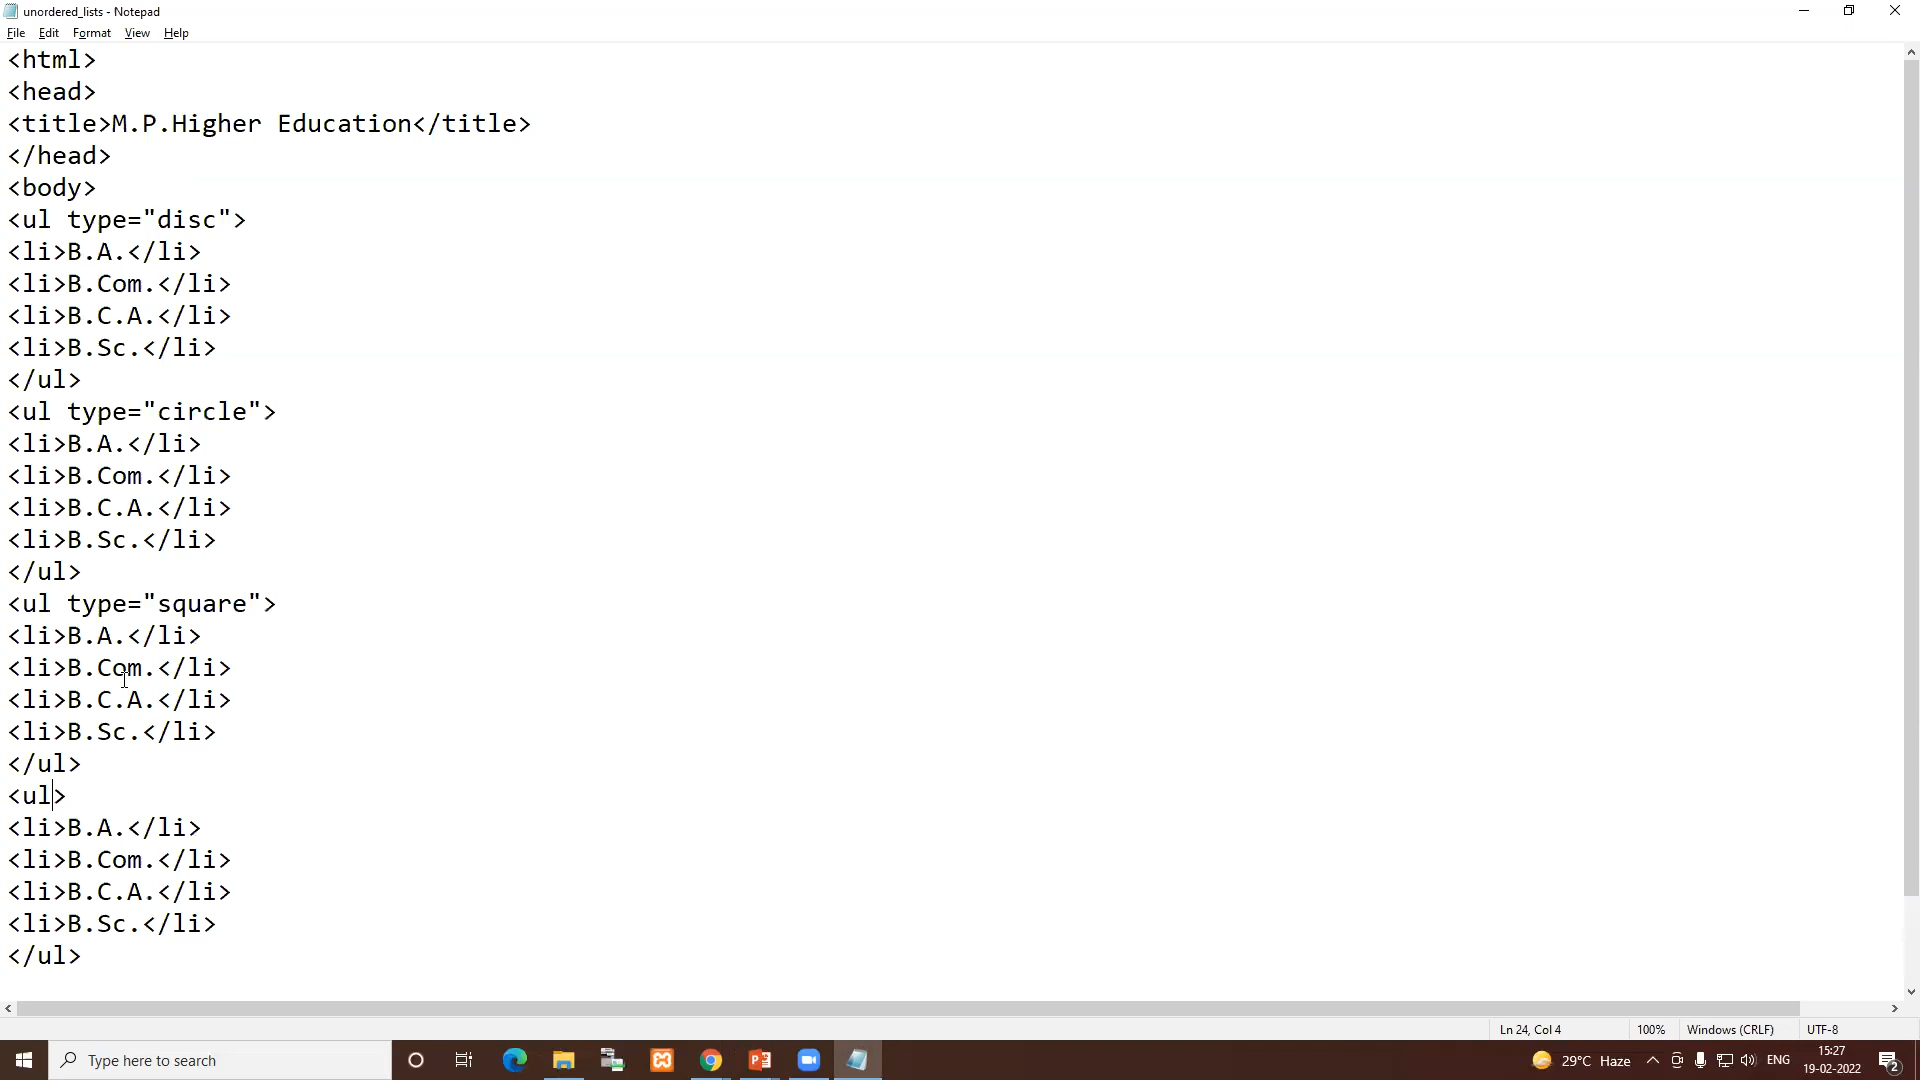 unordered_lists - Notepad
File Edit Format View Help
<html>
<head>
<title>M.P.Higher Education</title>
</head>
<body>
<ul type="disc">
<li>B.A.</li>
<li>B.Com.</li>
<li>B.C.A.</li>
<li>B.Sc.</li>
</ul>
<ul type="circle">
<li>B.A.</li>
<li>B.Com.</li>
<li>B.C.A.</li>
<li>B.Sc.</li>
</ul>
<ul type="square">
<li>B.A.</li>
<li>B.Com.</li>
<li>B.C.A.</li>
<li>B.Sc.</li>
</ul>
<ul>
<li>B.A.</li>
<li>B.Com.</li>
<li>B.C.A.</li>
<li>B.Sc.</li>
</ul>
Ln 24, Col 4 100% Windows (CRLF) UTF-8
Type here to search 29°C Haze ENG 15:27
19-02-2022 2